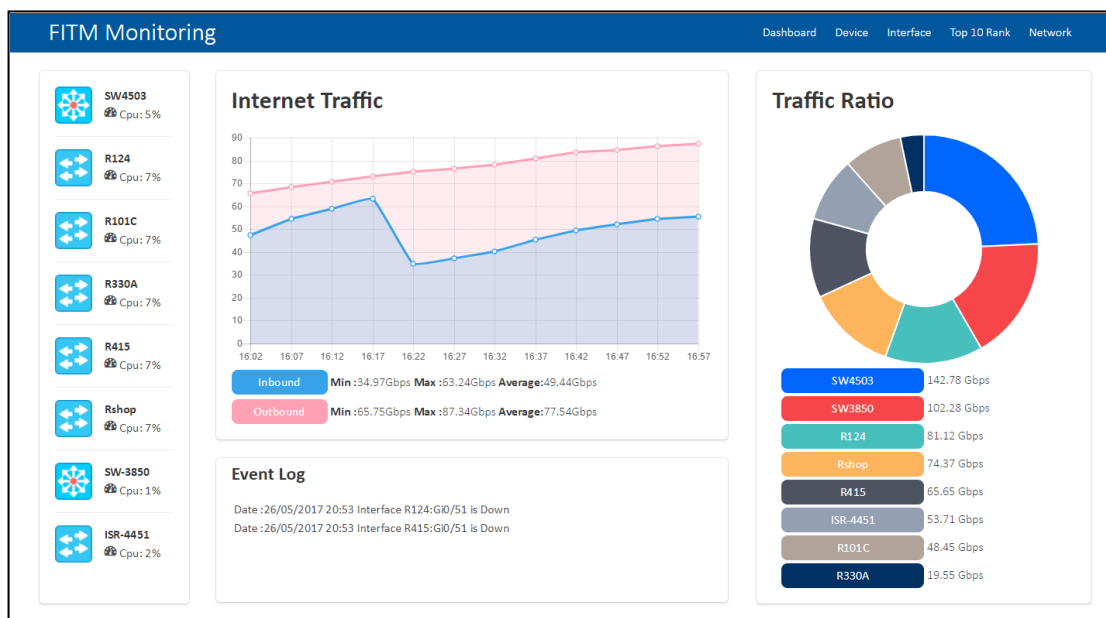 FITM Monitoring
Dashboard Device Interface Top 10 Rank Network
SW4503
Cpu: 5%
R124
Cpu: 7%
R101C
Cpu: 7%
R330A
Cpu: 7%
R415
Cpu: 7%
Rshop
Cpu: 7%
SW-3850
Cpu: 1%
ISR-4451
Cpu: 2%
Internet Traffic
90
80
70
60
50
40
30
20
10
0
16:02 16:07 16:12 16:17 16:22 16:27 16:32 16:37 16:42 16:47 16:52 16:57
Inbound Min :34.97Gbps Max :63.24Gbps Average:49.44Gbps
Outbound Min :65.75Gbps Max :87.34Gbps Average:77.54Gbps
Event Log
Date :26/05/2017 20:53 Interface R124:Gi0/51 is Down
Date :26/05/2017 20:53 Interface R415:Gi0/51 is Down
Traffic Ratio
SW4503 142.78 Gbps
SW3850 102.28 Gbps
R124 81.12 Gbps
Rshop 74.37 Gbps
R415 65.65 Gbps
ISR-4451 53.71 Gbps
R101C 48.45 Gbps
R330A 19.55 Gbps